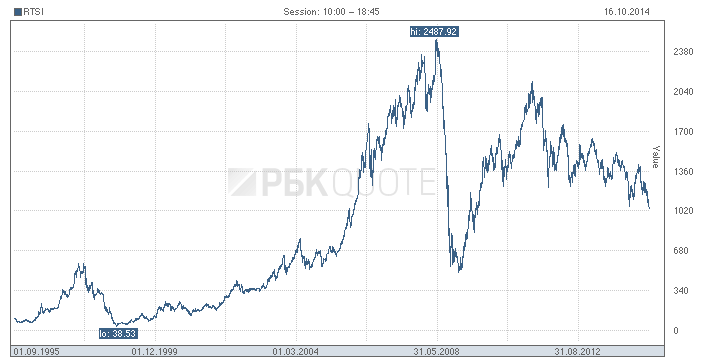 RTSI
Session: 10:00 – 18:45
16.10.2014
hi: 2487.92
2380
2040
1700
Value
1360
РБК QUOTE
1020
680
340
lo: 38.53
0
01.09.1995
01.12.1999
01.03.2004
31.05.2008
31.08.2012